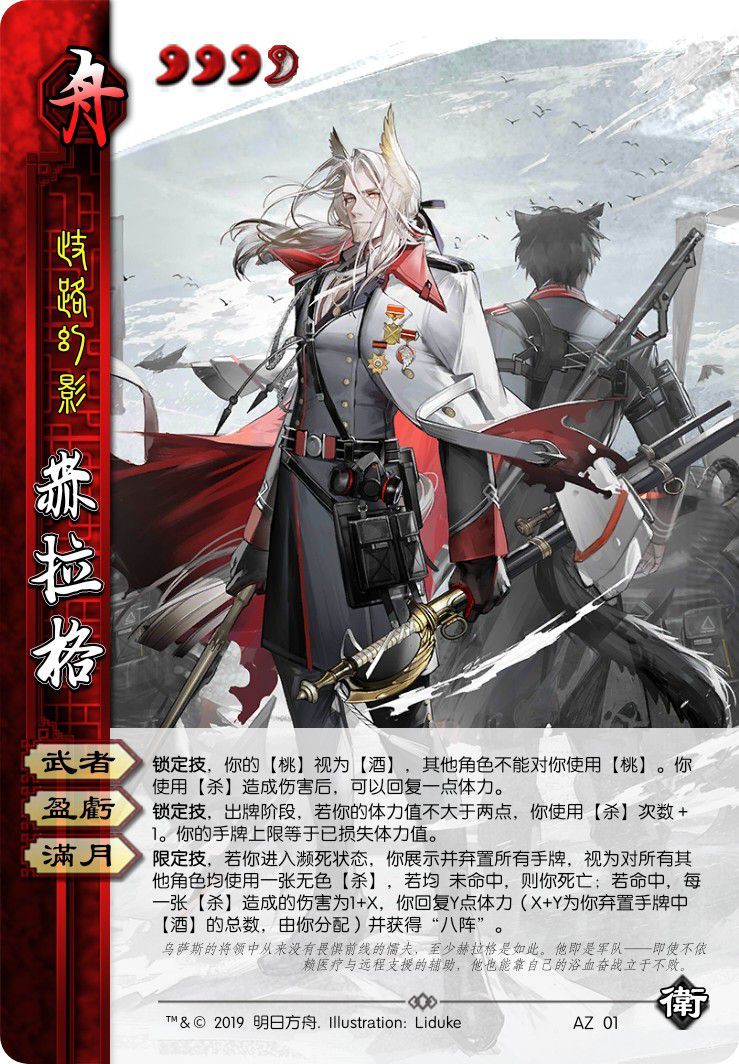 舟
歧路幻影
赫拉格
武者
锁定技，你的【桃】视为【酒】，其他角色不能对你使用【桃】。你
使用【杀】造成伤害后，可以回复一点体力。
盈虧
锁定技，出牌阶段，若你的体力值不大于两点，你使用【杀】次数+
1。你的手牌上限等于已损失体力值。
滿月
限定技，若你进入濒死状态，你展示并弃置所有手牌，视为对所有其
他角色均使用一张无色【杀】，若均 未命中，则你死亡；若命中，每
一张【杀】造成的伤害为1+X，你回复Y点体力（X+Y为你弃置手牌中
【酒】的总数，由你分配）并获得“八阵”。
乌萨斯的将领中从来没有畏惧前线的懦夫，至少赫拉格是如此。他即是军队——即使不依
赖医疗与远程支援的辅助，他也能靠自己的浴血奋战立于不败。
衛
™&© 2019 明日方舟. Illustration: Liduke
AZ 01